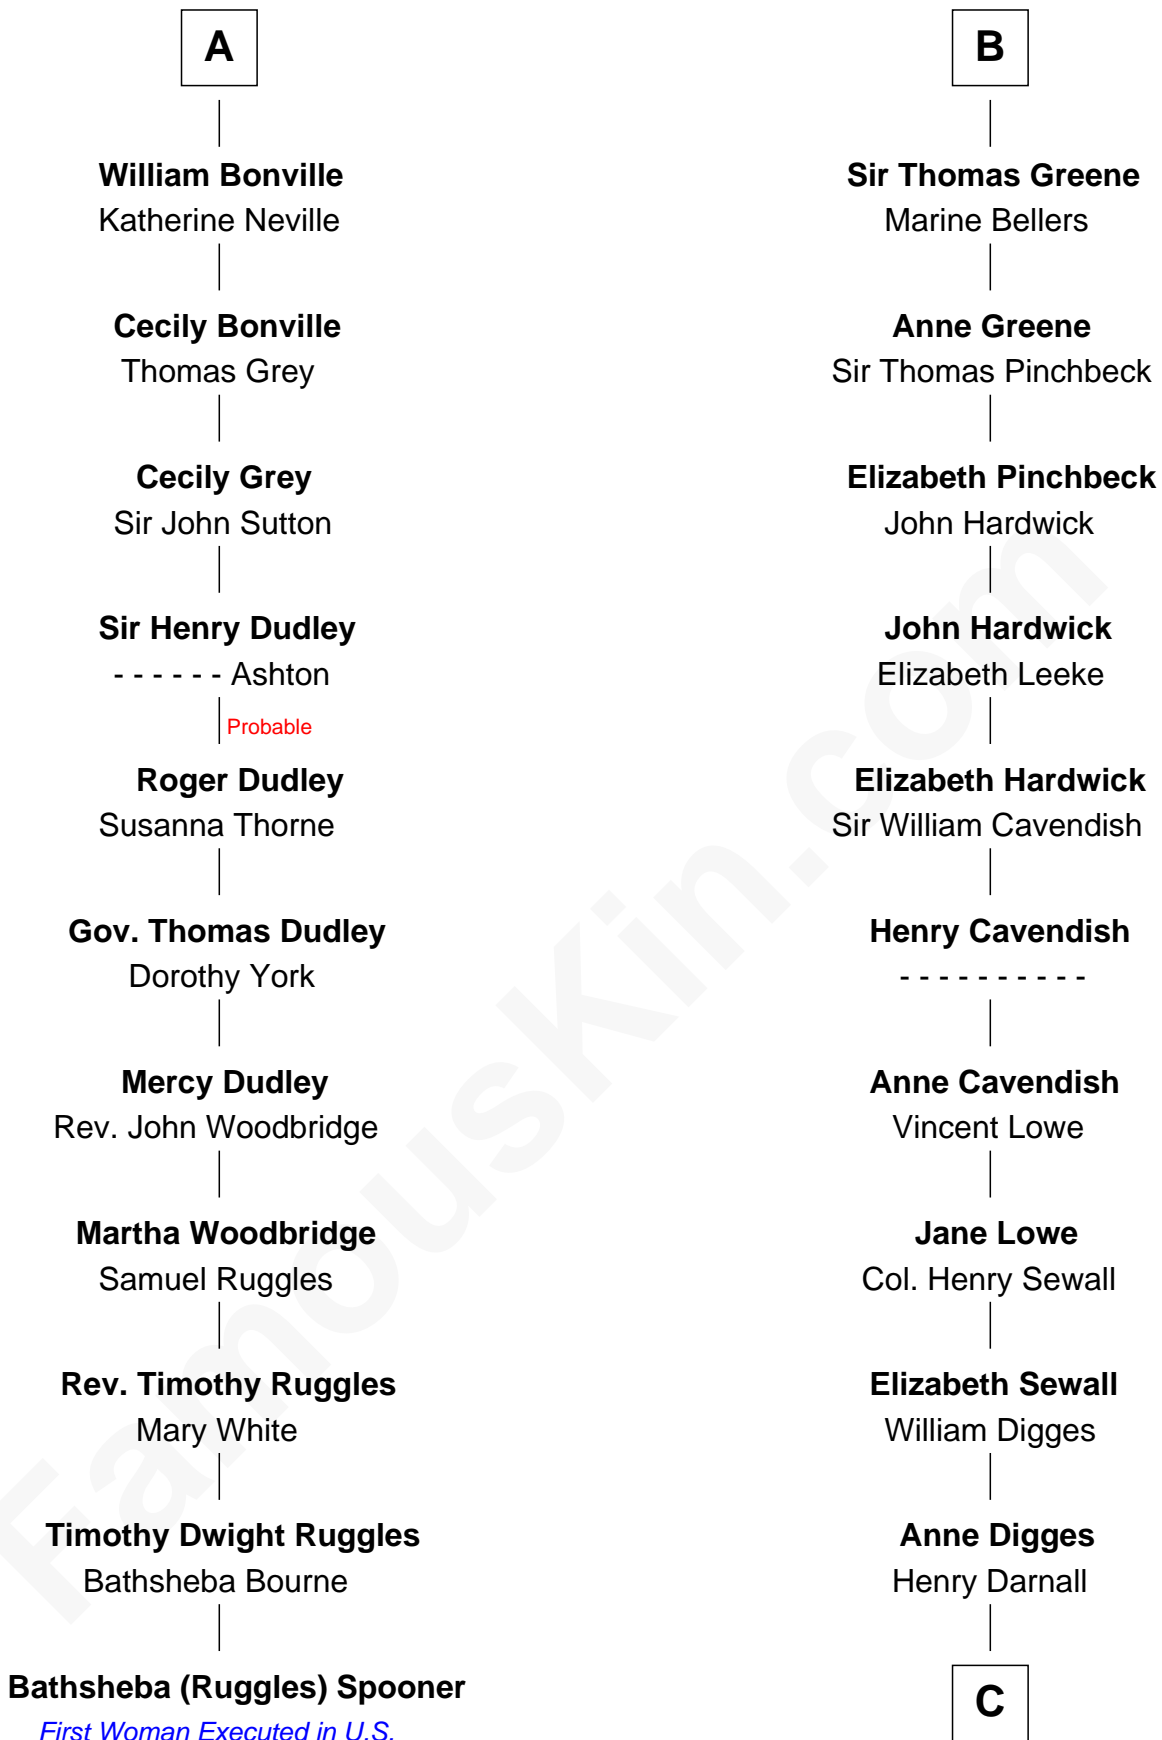 A
William Bonville
Katherine Neville
Cecily Bonville
Thomas Grey
Cecily Grey
Sir John Sutton
Sir Henry Dudley
- - - - - - Ashton
Probable
Roger Dudley
Susanna Thorne
Gov. Thomas Dudley
Dorothy York
Mercy Dudley
Rev. John Woodbridge
Martha Woodbridge
Samuel Ruggles
Rev. Timothy Ruggles
Mary White
Timothy Dwight Ruggles
Bathsheba Bourne
Bathsheba (Ruggles) Spooner
First Woman Executed in U.S.
B
Sir Thomas Greene
Marine Bellers
Anne Greene
Sir Thomas Pinchbeck
Elizabeth Pinchbeck
John Hardwick
John Hardwick
Elizabeth Leeke
Elizabeth Hardwick
Sir William Cavendish
Henry Cavendish
- - - - - - - - - -
Anne Cavendish
Vincent Lowe
Jane Lowe
Col. Henry Sewall
Elizabeth Sewall
William Digges
Anne Digges
Henry Darnall
C
FamousKin.com